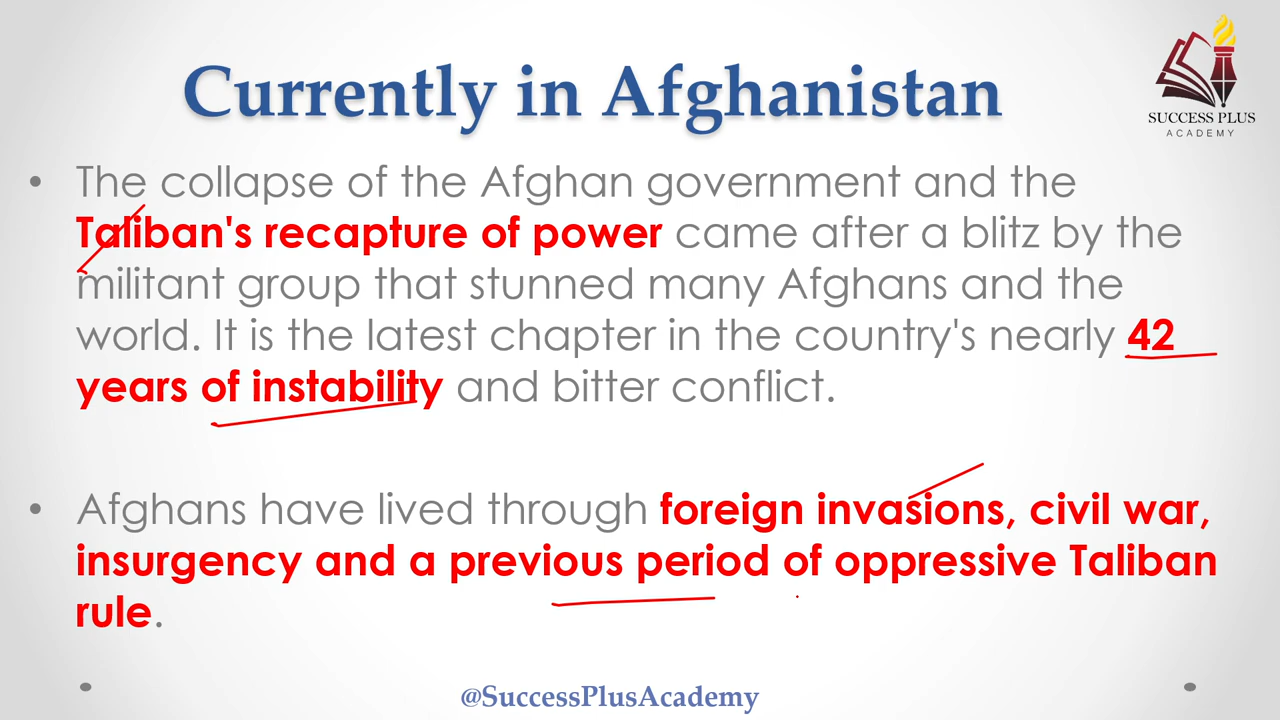 Currently in Afghanistan
SUCCESS PLUS
ACADEMY
• The collapse of the Afghan government and the
Taliban's recapture of power came after a blitz by the
militant group that stunned many Afghans and the
world. It is the latest chapter in the country's nearly 42
years of instability and bitter conflict.
• Afghans have lived through foreign invasions, civil war,
insurgency and a previous period of oppressive Taliban
rule.
@SuccessPlusAcademy